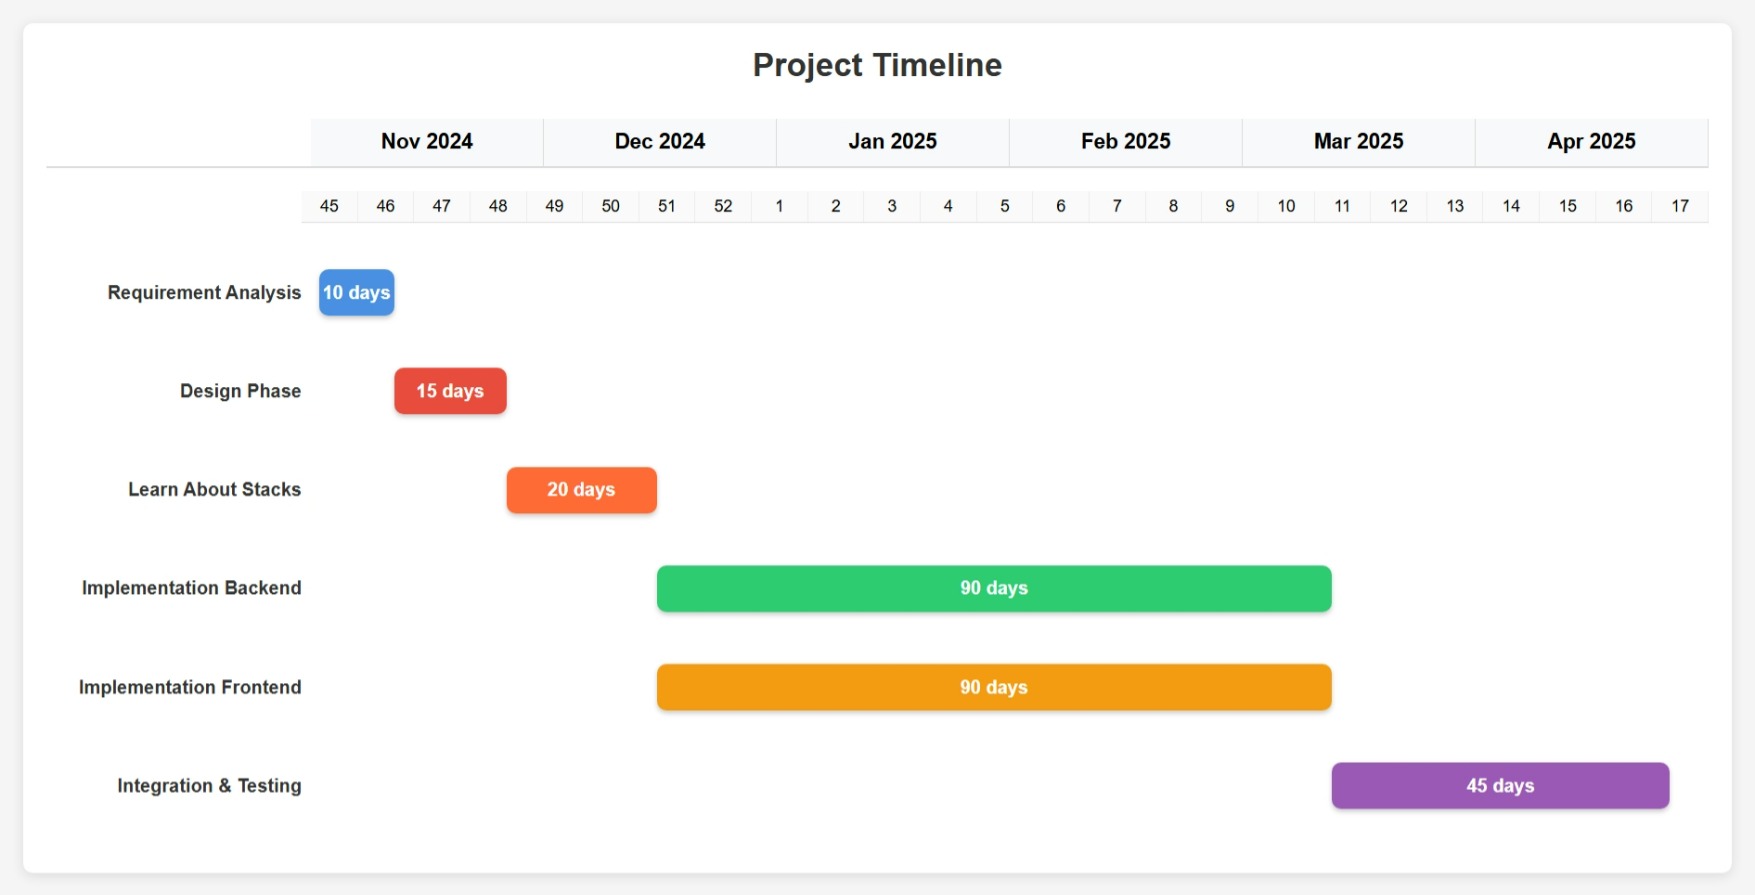 Project Timeline
Nov 2024 Dec 2024 Jan 2025 Feb 2025 Mar 2025 Apr 2025
45 46 47 48 49 50 51 52 1 2 3 4 5 6 7 8 9 10 11 12 13 14 15 16 17
Requirement Analysis 10 days
Design Phase 15 days
Learn About Stacks 20 days
Implementation Backend 90 days
Implementation Frontend 90 days
Integration & Testing 45 days